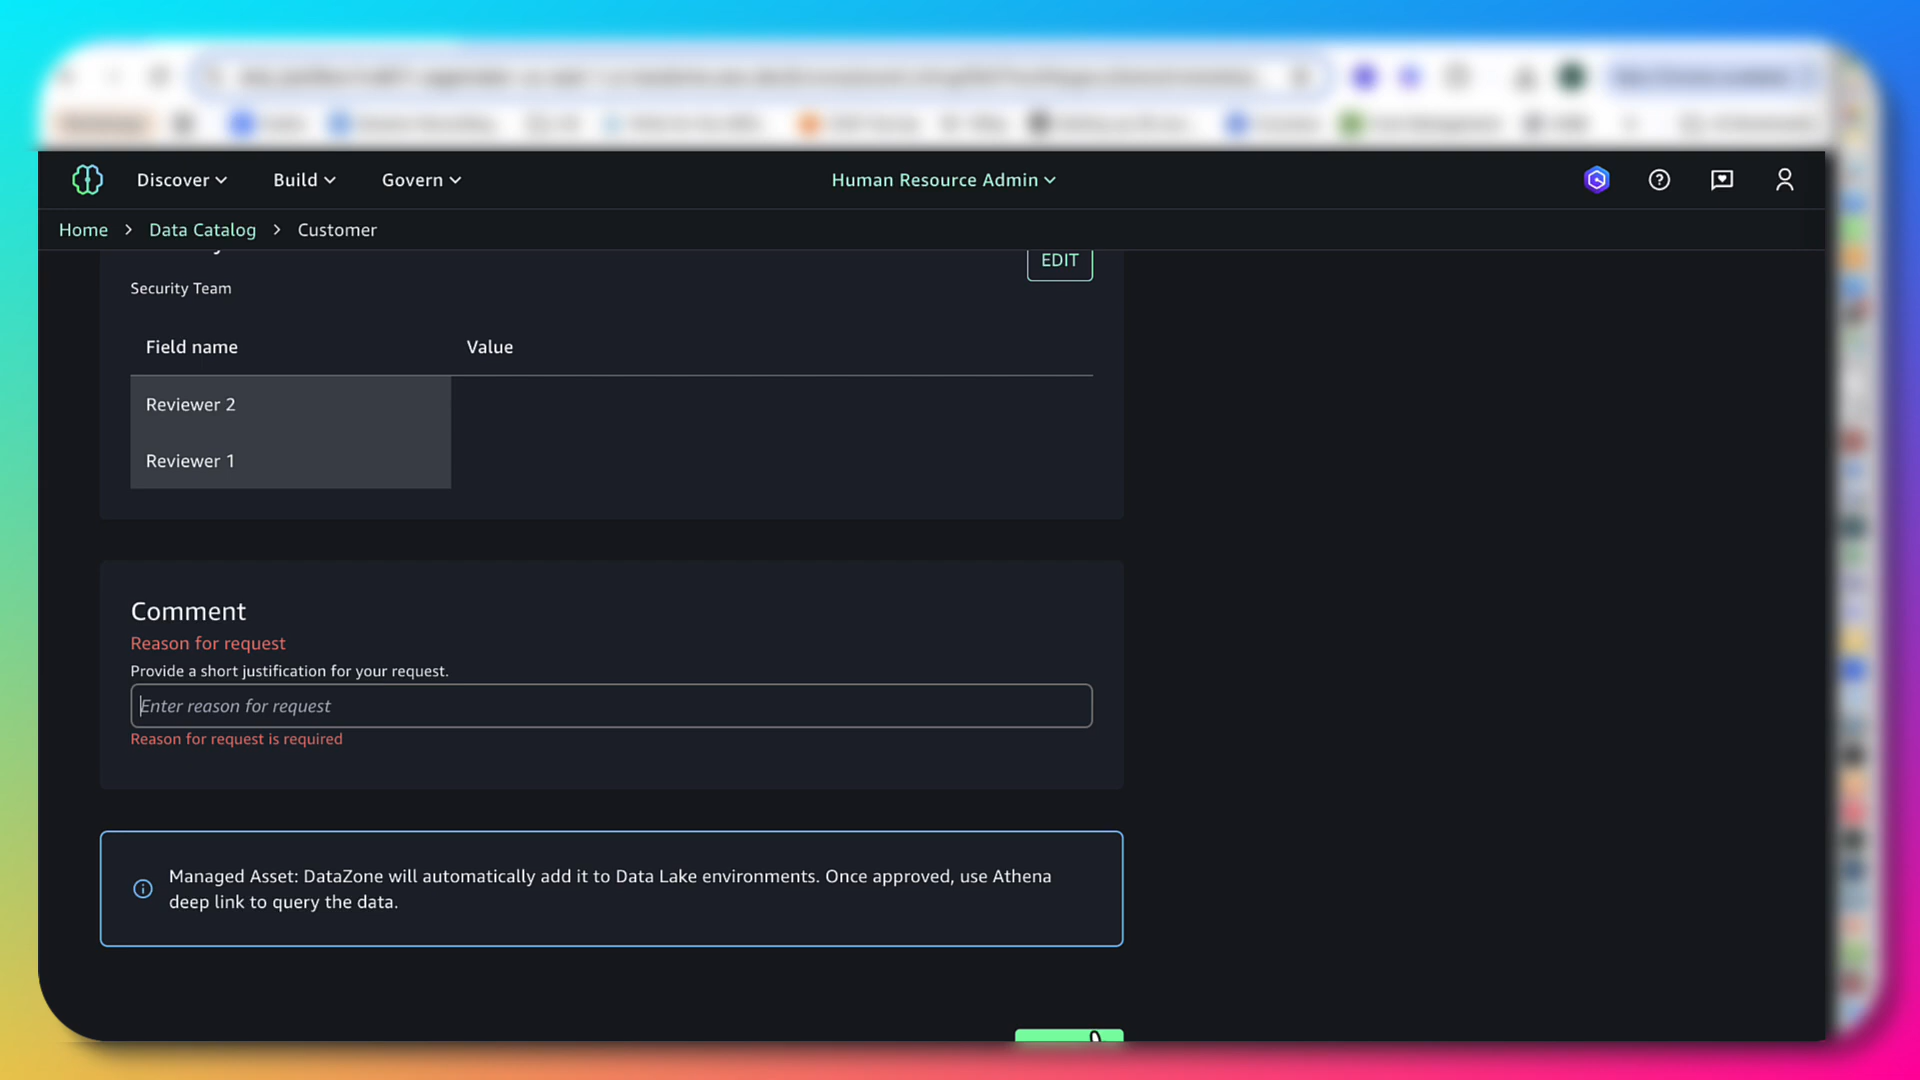 Discover
Build
Govern
Human Resource Admin
Home > Data Catalog > Customer
EDIT
Security Team
Field name
Value
Reviewer 2
Reviewer 1
Comment
Reason for request
Provide a short justification for your request.
Enter reason for request
Reason for request is required
Managed Asset: DataZone will automatically add it to Data Lake environments. Once approved, use Athena
deep link to query the data.